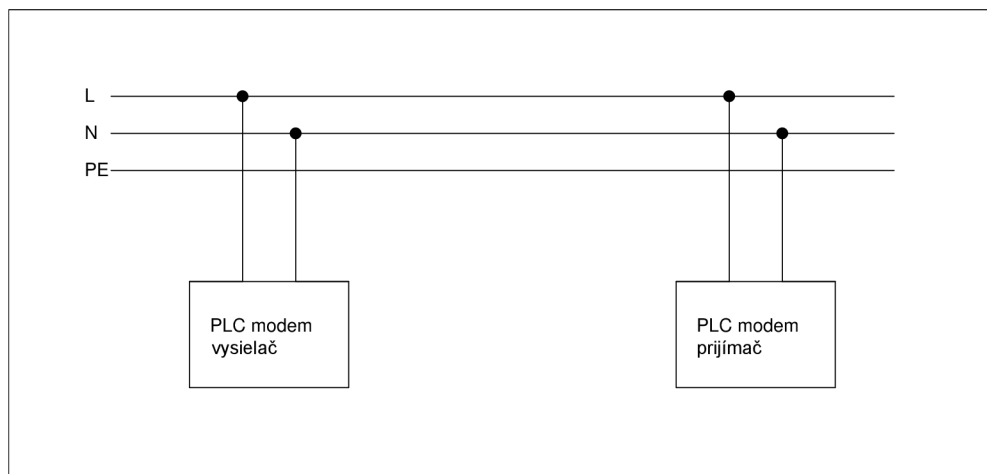 L
N
PE
PLC modem
vysielač
PLC modem
prijímač